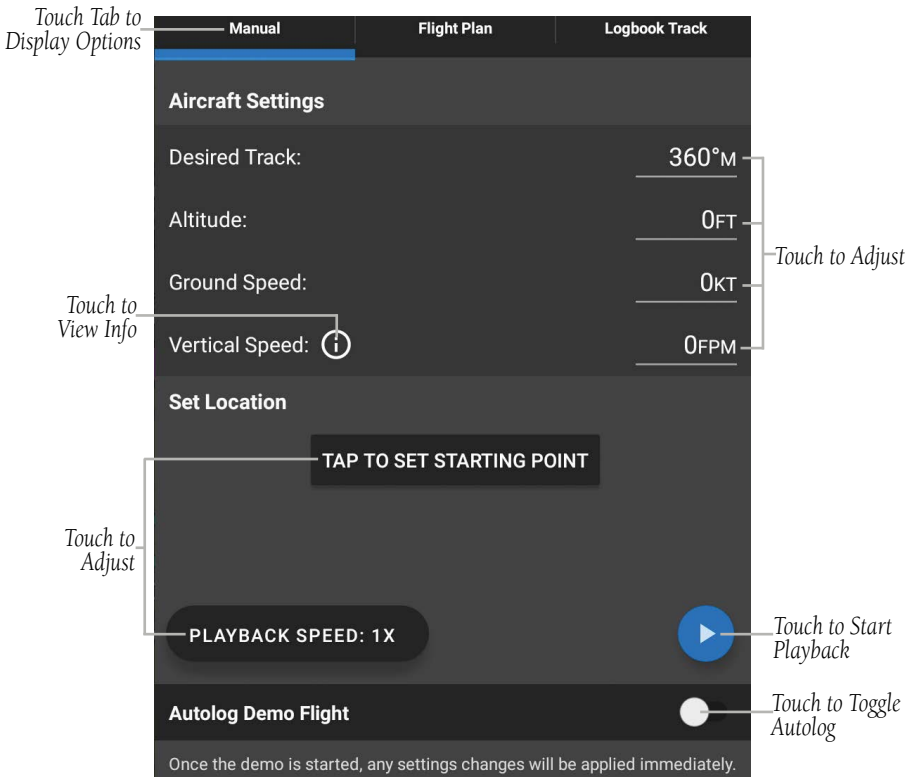 Touch Tab to
Display Options
Manual
Flight Plan
Logbook Track
Aircraft Settings
Desired Track:
360°M
Altitude:
0FT
Touch to Adjust
Ground Speed:
0KT
Touch to
View Info
Vertical Speed:
0FPM
Set Location
TAP TO SET STARTING POINT
Touch to
Adjust
PLAYBACK SPEED: 1X
Touch to Start
Playback
Autolog Demo Flight
Touch to Toggle
Autolog
Once the demo is started, any settings changes will be applied immediately.